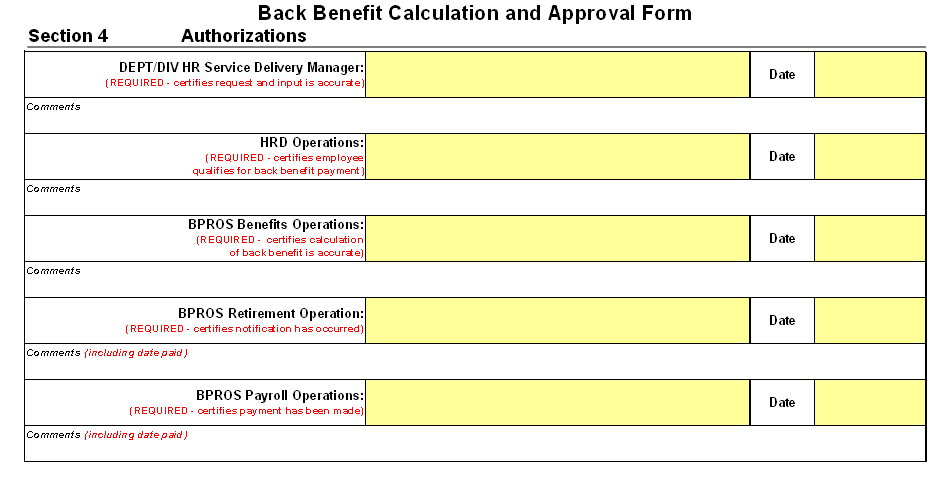 Back Benefit Calculation and Approval Form
Section 4 Authorizations
DEPT/DIV HR Service Delivery Manager:
(REQUIRED - certifies request and input is accurate)
Date
Comments
HRD Operations:
(REQUIRED - certifies employee
qualifies for back benefit payment)
Date
Comments
BPROS Benefits Operations:
(REQUIRED - certifies calculation
of back benefit is accurate)
Date
Comments
BPROS Retirement Operation:
(REQUIRED - certifies notification has occurred)
Date
Comments (including date paid)
BPROS Payroll Operations:
(REQUIRED - certifies payment has been made)
Date
Comments (including date paid)